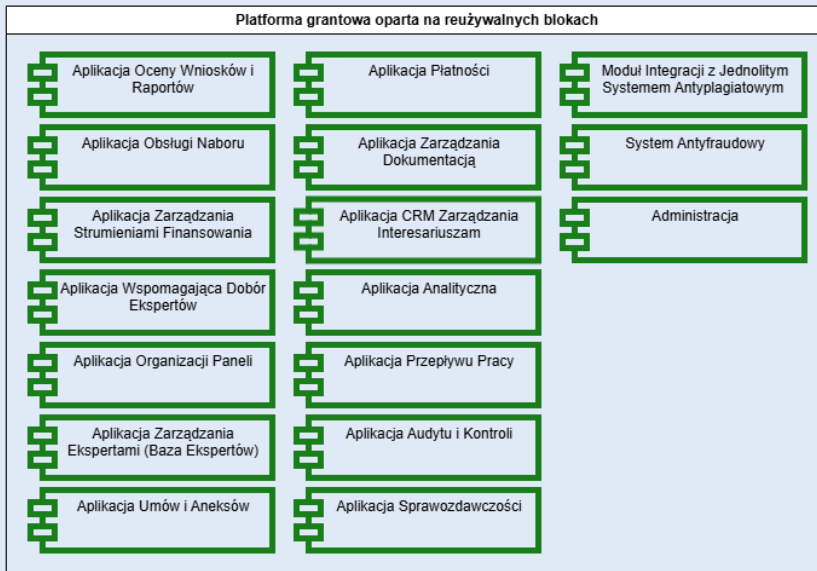 Platforma grantowa oparta na reużywalnych blokach
Aplikacja Oceny Wniosków i
Raportów
Aplikacja Obsługi Naboru
Aplikacja Zarządzania
Strumieniami Finansowania
Aplikacja Wspomagająca Dobór
Ekspertów
Aplikacja Organizacji Paneli
Aplikacja Zarządzania
Ekspertami (Baza Ekspertów)
Aplikacja Umów i Aneksów
Aplikacja Płatności
Aplikacja Zarządzania
Dokumentacją
Aplikacja CRM Zarządzania
Interesariuszam
Aplikacja Analityczna
Aplikacja Przepływu Pracy
Aplikacja Audytu i Kontroli
Aplikacja Sprawozdawczości
Moduł Integracji z Jednolitym
Systemem Antyplagiatowym
System Antyfraudowy
Administracja